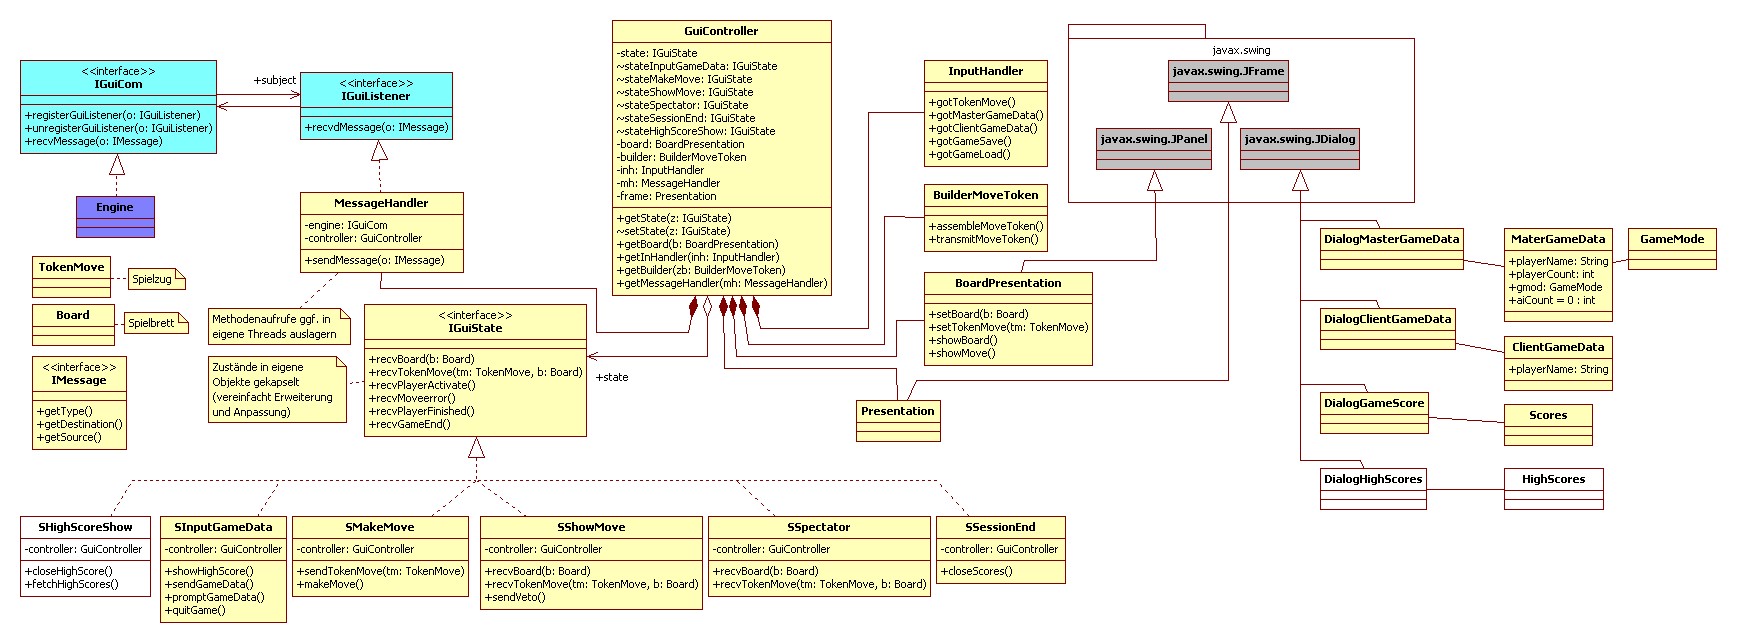 <<interface>>
IGuiCom
+registerGuiListener(o: IGuiListener)
+unregisterGuiListener(o: IGuiListener)
+recvMessage(o: IMessage)
+subject
<<interface>>
IGuiListener
+recvdMessage(o: IMessage)
Engine
MessageHandler
-engine: IGuiCom
-controller: GuiController
+sendMessage(o: IMessage)
TokenMove
Spielzug
Board
Spielbrett
<<interface>>
IMessage
+getType()
+getDestination()
+getSource()
Methodenaufrufe ggf. in
eigene Threads auslagern
Zustände in eigene
Objekte gekapselt
(vereinfacht Erweiterung
und Anpassung)
<<interface>>
IGuiState
+recvBoard(b: Board)
+recvTokenMove(tm: TokenMove, b: Board)
+recvPlayerActivate()
+recvMoveerror()
+recvPlayerFinished()
+recvGameEnd()
+state
GuiController
-state: IGuiState
~stateInputGameData: IGuiState
~stateMakeMove: IGuiState
~stateShowMove: IGuiState
~stateSpectator: IGuiState
~stateSessionEnd: IGuiState
~stateHighScoreShow: IGuiState
-board: BoardPresentation
-builder: BuilderMoveToken
-inh: InputHandler
-mh: MessageHandler
-frame: Presentation
+getState(z: IGuiState)
~setState(z: IGuiState)
+getBoard(b: BoardPresentation)
+getInHandler(inh: InputHandler)
+getBuilder(zb: BuilderMoveToken)
+getMessageHandler(mh: MessageHandler)
InputHandler
+gotTokenMove()
+gotMasterGameData()
+gotClientGameData()
+gotGameSave()
+gotGameLoad()
BuilderMoveToken
+assembleMoveToken()
+transmitMoveToken()
BoardPresentation
+setBoard(b: Board)
+setTokenMove(tm: TokenMove)
+showBoard()
+showMove()
Presentation
javax.swing
javax.swing.JFrame
javax.swing.JPanel
javax.swing.JDialog
DialogMasterGameData
MaterGameData
+playerName: String
+playerCount: int
+gmod: GameMode
+aiCount = 0 : int
GameMode
DialogClientGameData
ClientGameData
+playerName: String
DialogGameScore
Scores
DialogHighScores
HighScores
SHighScoreShow
-controller: GuiController
+closeHighScore()
+fetchHighScores()
SInputGameData
-controller: GuiController
+showHighScore()
+sendGameData()
+promptGameData()
+quitGame()
SMakeMove
-controller: GuiController
+sendTokenMove(tm: TokenMove)
+makeMove()
SShowMove
-controller: GuiController
+recvBoard(b: Board)
+recvTokenMove(tm: TokenMove, b: Board)
+sendVeto()
SSpectator
-controller: GuiController
+recvBoard(b: Board)
+recvTokenMove(tm: TokenMove, b: Board)
SSessionEnd
-controller: GuiController
+closeScores()